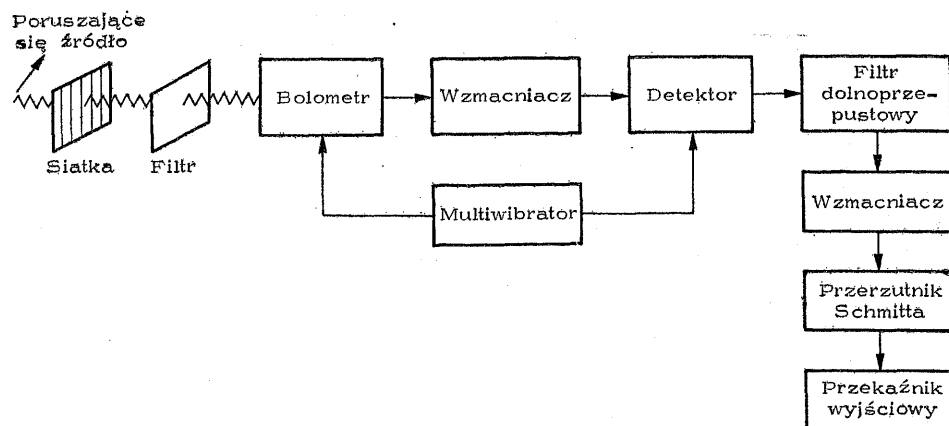 Poruszające
się źródło
Siatka
Filtr
Bolometr
Wzmacniacz
Detektor
Filtr
dolnoprze-
pustowy
Multiwibrator
Wzmacniacz
Przerzutnik
Schmitta
Przekaźnik
wyjściowy